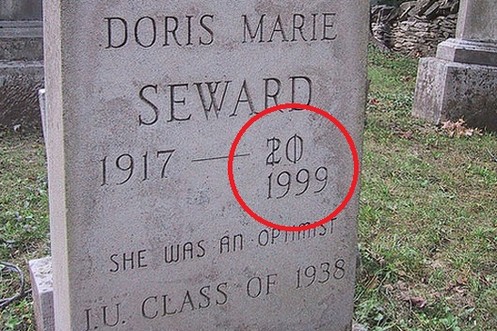 DORIS MARIE
SEWARD
1917 — 20
1999
SHE WAS AN OPTIMIST
I.U. CLASS OF 1938